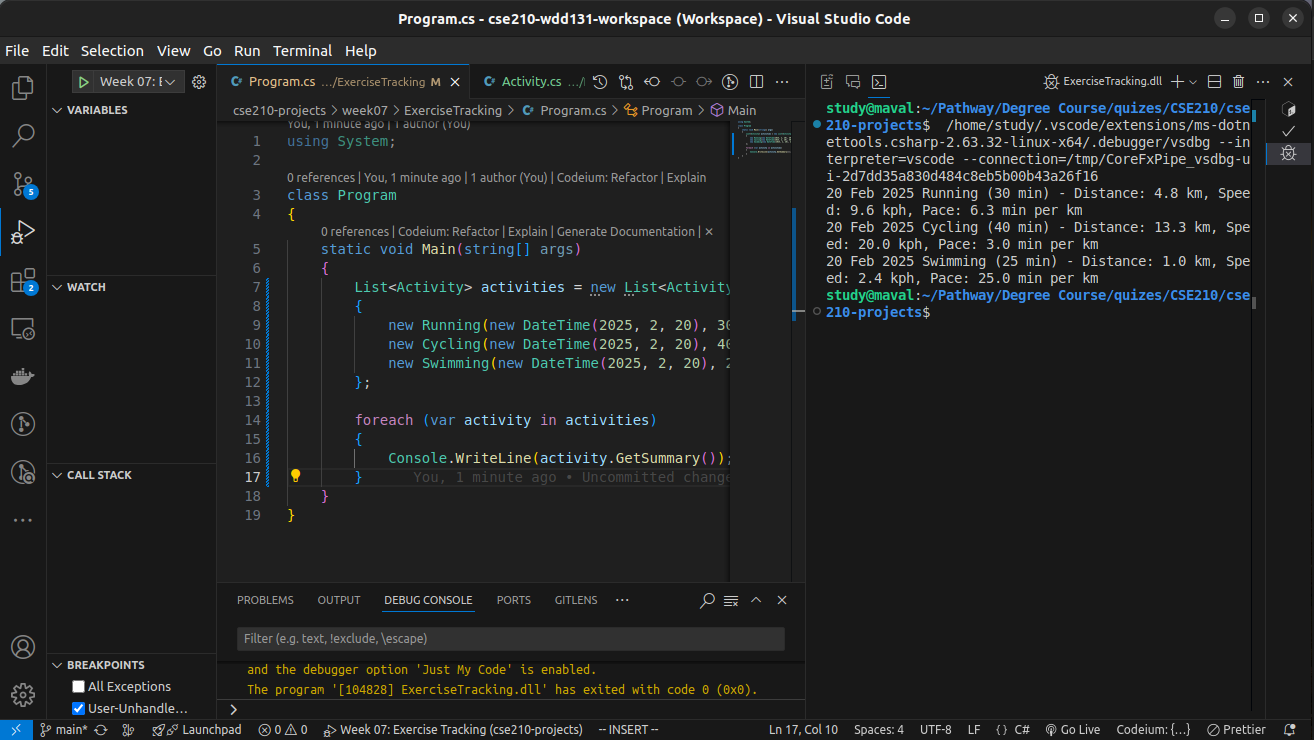 Program.cs - cse210-wdd131-workspace (Workspace) - Visual Studio Code
File Edit Selection View Go Run Terminal Help
Week 07: E
Program.cs .../ExerciseTracking M
Activity.cs .../
ExerciseTracking.dll
VARIABLES
WATCH
CALL STACK
BREAKPOINTS
All Exceptions
User-Unhandle...
5
2
cse210-projects > week07 > ExerciseTracking > Program.cs > Program > Main
You, 1 minute ago | 1 author (You)
1 using System;
2
0 references | You, 1 minute ago | 1 author (You) | Codeium: Refactor | Explain
3 class Program
4 {
0 references | Codeium: Refactor | Explain | Generate Documentation | ×
5 static void Main(string[] args)
6 {
7 List<Activity> activities = new List<Activity
8 {
9 new Running(new DateTime(2025, 2, 20), 30
10 new Cycling(new DateTime(2025, 2, 20), 40
11 new Swimming(new DateTime(2025, 2, 20), 2
12 };
13
14 foreach (var activity in activities)
15 {
16 Console.WriteLine(activity.GetSummary());
17 } You, 1 minute ago • Uncommitted change
18 }
19 }
PROBLEMS OUTPUT DEBUG CONSOLE PORTS GITLENS
Filter (e.g. text, !exclude, \escape)
and the debugger option 'Just My Code' is enabled.
The program '[104828] ExerciseTracking.dll' has exited with code 0 (0x0).
study@maval:~/Pathway/Degree Course/quizes/CSE210/cse
210-projects$ /home/study/.vscode/extensions/ms-dotn
ettools.csharp-2.63.32-linux-x64/.debugger/vsdbg --in
terpreter=vscode --connection=/tmp/CoreFxPipe_vsdbg-u
i-2d7dd35a830d484c8eb5b00b43a26f16
20 Feb 2025 Running (30 min) - Distance: 4.8 km, Spee
d: 9.6 kph, Pace: 6.3 min per km
20 Feb 2025 Cycling (40 min) - Distance: 13.3 km, Spe
ed: 20.0 kph, Pace: 3.0 min per km
20 Feb 2025 Swimming (25 min) - Distance: 1.0 km, Spe
ed: 2.4 kph, Pace: 25.0 min per km
study@maval:~/Pathway/Degree Course/quizes/CSE210/cse
210-projects$
main* Launchpad 0 0 Week 07: Exercise Tracking (cse210-projects) -- INSERT -- Ln 17, Col 10 Spaces: 4 UTF-8 LF {} C# Go Live Codeium: {...} Prettier